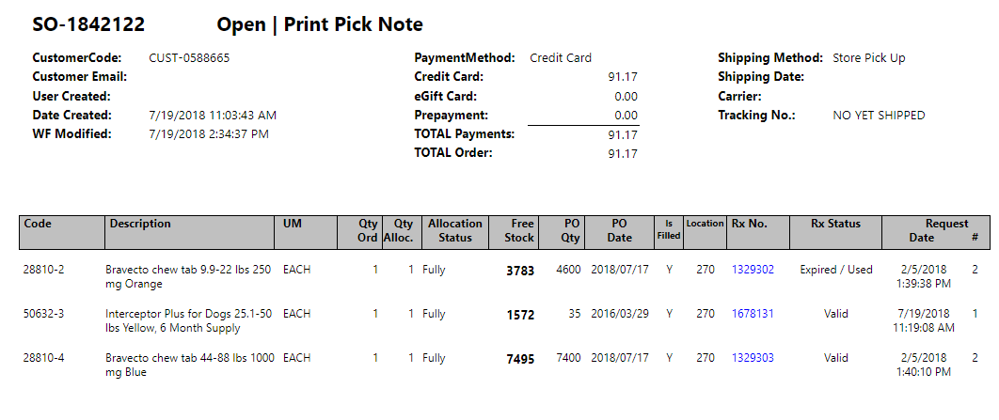 SO-1842122 Open | Print Pick Note
CustomerCode: CUST-0588665 PaymentMethod: Credit Card Shipping Method: Store Pick Up
Customer Email: Credit Card: 91.17 Shipping Date:
User Created: eGift Card: 0.00 Carrier:
Date Created: 7/19/2018 11:03:43 AM Prepayment: 0.00 Tracking No.: NO YET SHIPPED
WF Modified: 7/19/2018 2:34:37 PM TOTAL Payments: 91.17
TOTAL Order: 91.17
Code Description UM Qty Qty Allocation Free PO PO Is Location Rx No. Rx Status Request
Ord Alloc. Status Stock Qty Date Filled Date #
28810-2 Bravecto chew tab 9.9-22 lbs 250 EACH 1 1 Fully 3783 4600 2018/07/17 Y 270 1329302 Expired / Used 2/5/2018 2
mg Orange 1:39:38 PM
50632-3 Interceptor Plus for Dogs 25.1-50 EACH 1 1 Fully 1572 35 2016/03/29 Y 270 1678131 Valid 7/19/2018 1
lbs Yellow, 6 Month Supply 11:19:08 AM
28810-4 Bravecto chew tab 44-88 lbs 1000 EACH 1 1 Fully 7495 7400 2018/07/17 Y 270 1329303 Valid 2/5/2018 2
mg Blue 1:40:10 PM